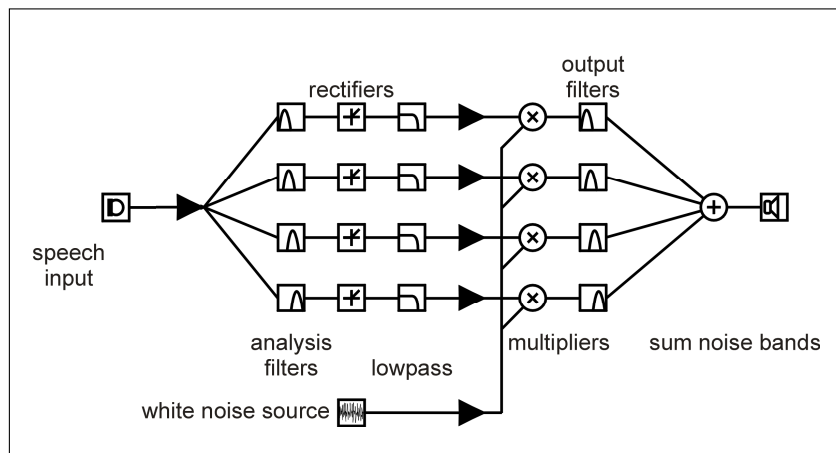 output
filters
rectifiers
speech
input
analysis
filters
lowpass
multipliers
sum noise bands
white noise source